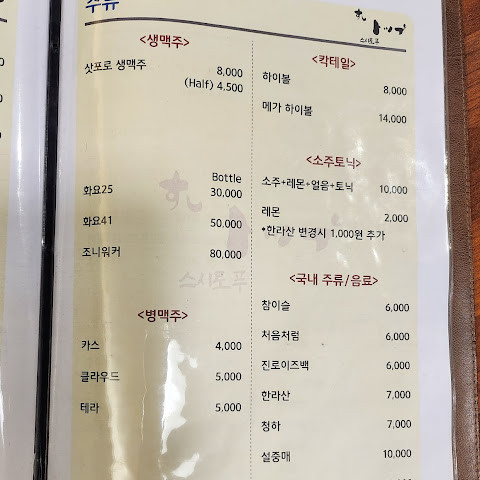 주류
스시로프
<생맥주>
삿포로 생맥주
8,000
(Half) 4.500
Bottle
화요25 30,000
화요41 50,000
조니워커 80,000
<병맥주>
카스 4,000
클라우드 5,000
테라 5,000
<칵테일>
하이볼 8,000
메가 하이볼 14,000
<소주토닉>
소주+레몬+얼음+토닉 10,000
레몬 2,000
*한라산 변경시 1,000원 추가
<국내 주류/음료>
참이슬 6,000
처음처럼 6,000
진로이즈백 6,000
한라산 7,000
청하 7,000
설중매 10,000